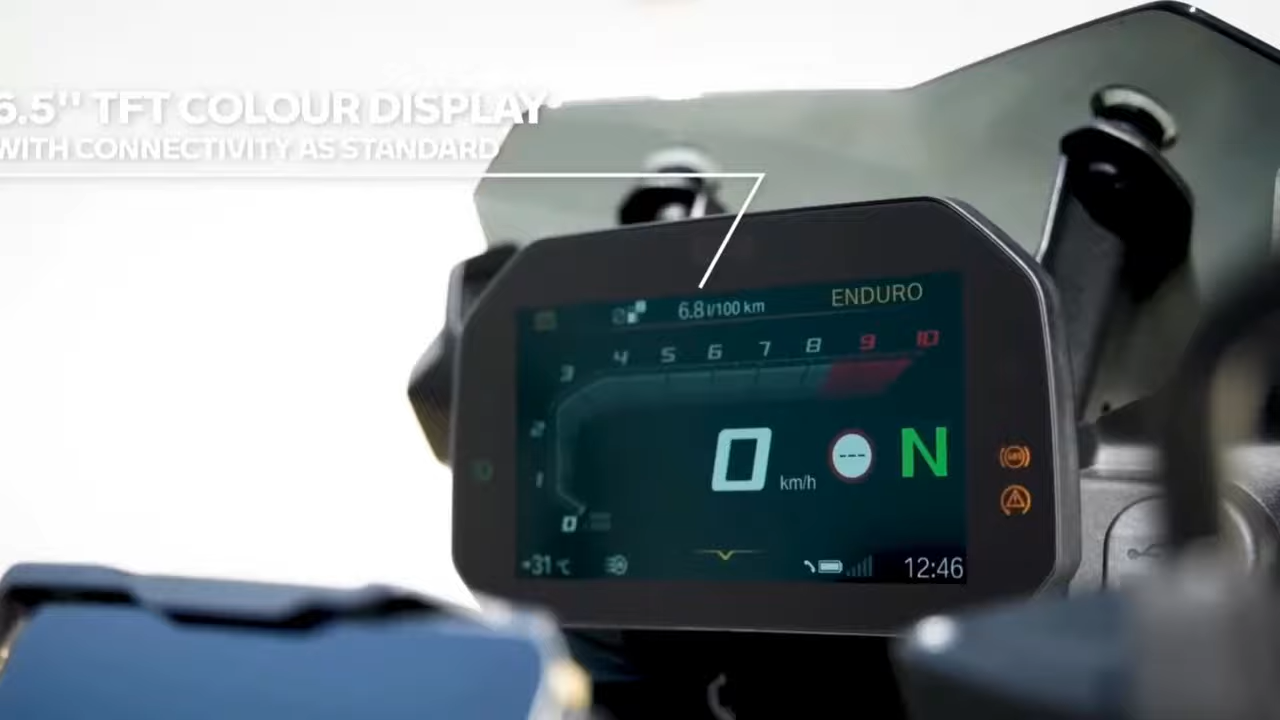 6.5'' TFT COLOUR DISPLAY
WITH CONNECTIVITY AS STANDARD
6.8 l/100 km
ENDURO
3 4 5 6 7 8 9 10
2
1
0
0 km/h --- N
ABS
+31 °C
12:46